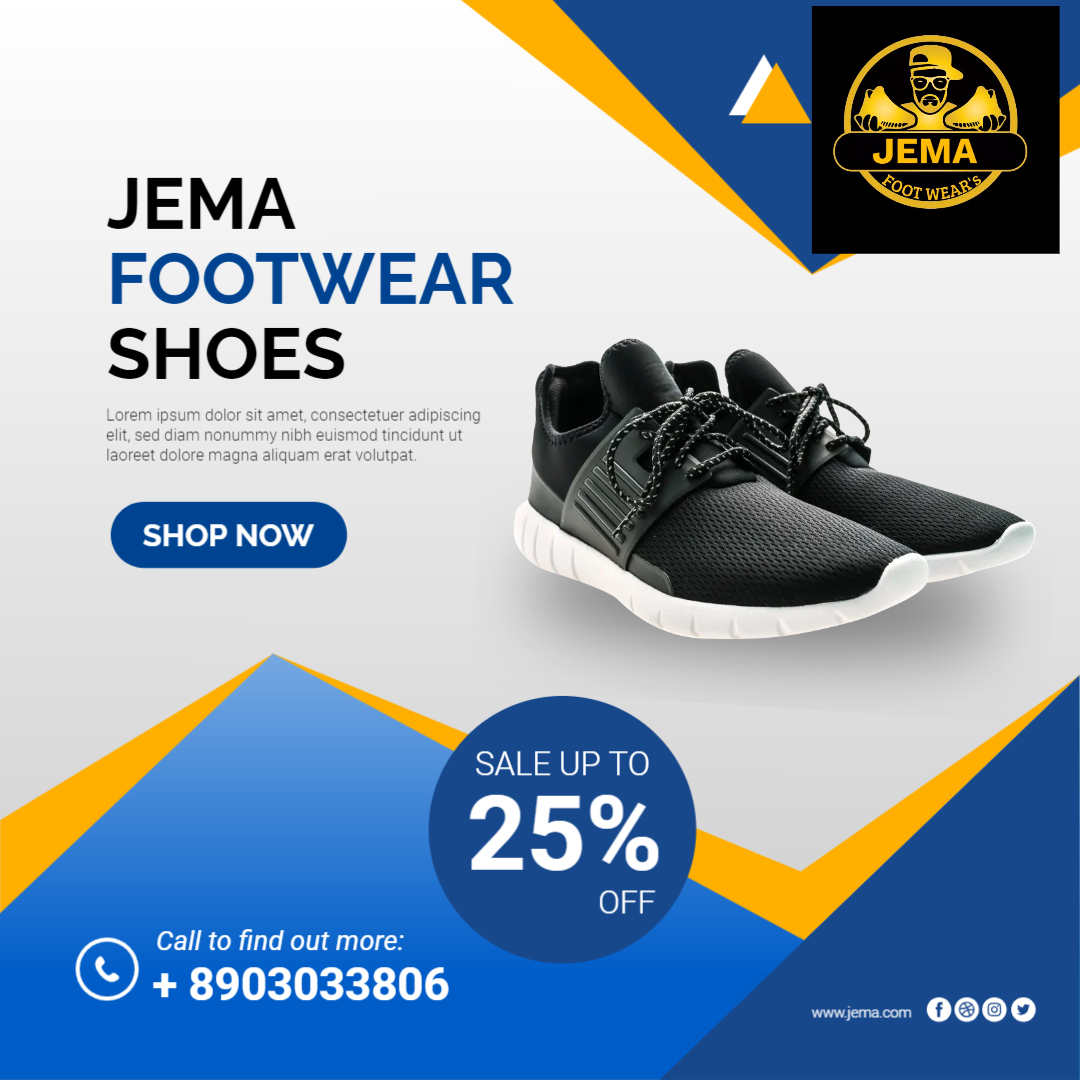 JEMA
FOOT WEAR's
JEMA
FOOTWEAR
SHOES
Lorem ipsum dolor sit amet, consectetuer adipiscing
elit, sed diam nonummy nibh euismod tincidunt ut
laoreet dolore magna aliquam erat volutpat.
SHOP NOW
SALE UP TO
25%
OFF
Call to find out more:
+ 8903033806
www.jema.com